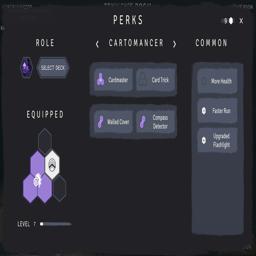 PERKS
9
X
ROLE
< CARTOMANCER >
COMMON
SELECT DECK
Cardmaster
Card Trick
More Health
Walled Cover
Compass Detector
Faster Run
EQUIPPED
Upgraded Flashlight
LEVEL 7